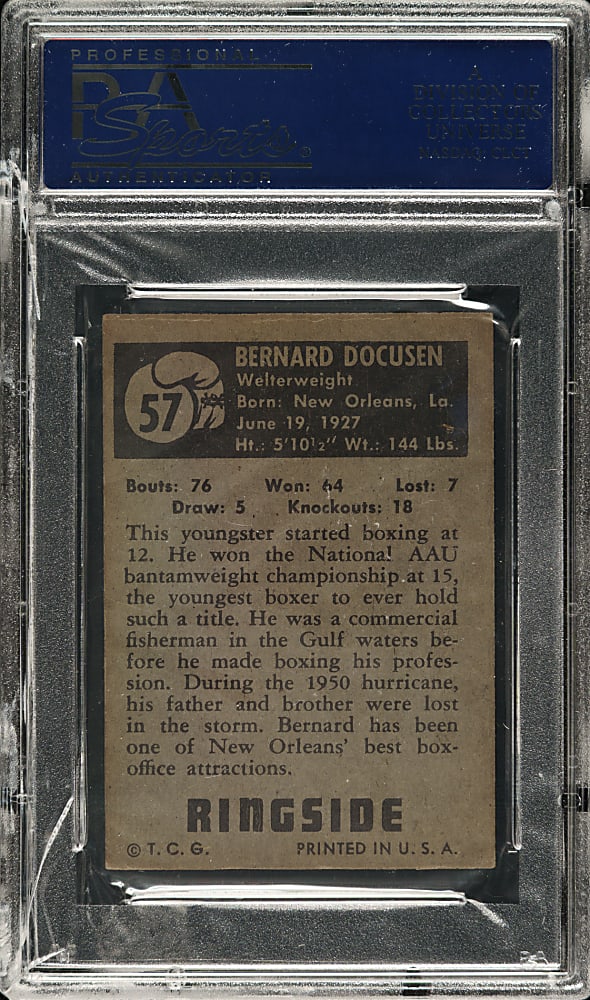 PROFESSIONAL
PSA
Sports®
AUTHENTICATOR
A
DIVISION OF
COLLECTORS
UNIVERSE
NASDAQ: CLCT
57
BERNARD DOCUSEN
Welterweight
Born: New Orleans, La.
June 19, 1927
Ht.: 5'10½" Wt.: 144 Lbs.
Bouts: 76 Won: 64 Lost: 7
Draw: 5 Knockouts: 18
This youngster started boxing at
12. He won the National AAU
bantamweight championship at 15,
the youngest boxer to ever hold
such a title. He was a commercial
fisherman in the Gulf waters be-
fore he made boxing his profes-
sion. During the 1950 hurricane,
his father and brother were lost
in the storm. Bernard has been
one of New Orleans' best box-
office attractions.
RINGSIDE
© T. C. G. PRINTED IN U. S. A.